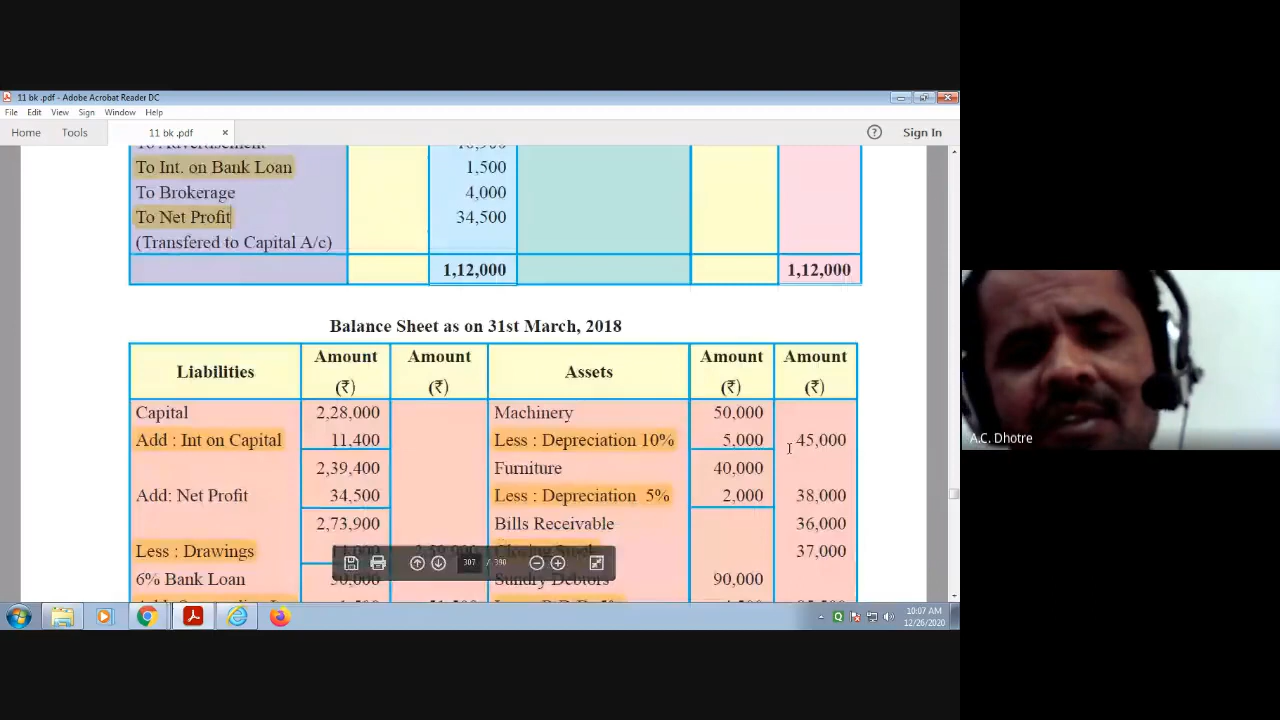 11 bk .pdf - Adobe Acrobat Reader DC
File Edit View Sign Window Help
Home Tools 11 bk .pdf × ? Sign In
To Advertisement
To Int. on Bank Loan 1,500
To Brokerage 4,000
To Net Profit 34,500
(Transfered to Capital A/c)
1,12,000 1,12,000
Balance Sheet as on 31st March, 2018
Liabilities Amount (₹) Amount (₹) Assets Amount (₹) Amount (₹)
Capital 2,28,000 Machinery 50,000
Add : Int on Capital 11,400 Less : Depreciation 10% 5,000 45,000
2,39,400 Furniture 40,000
Add: Net Profit 34,500 Less : Depreciation 5% 2,000 38,000
2,73,900 Bills Receivable 36,000
Less : Drawings 37,000
307 / 390
6% Bank Loan Sundry Debtors 90,000
10:07 AM
12/26/2020
A.C. Dhotre